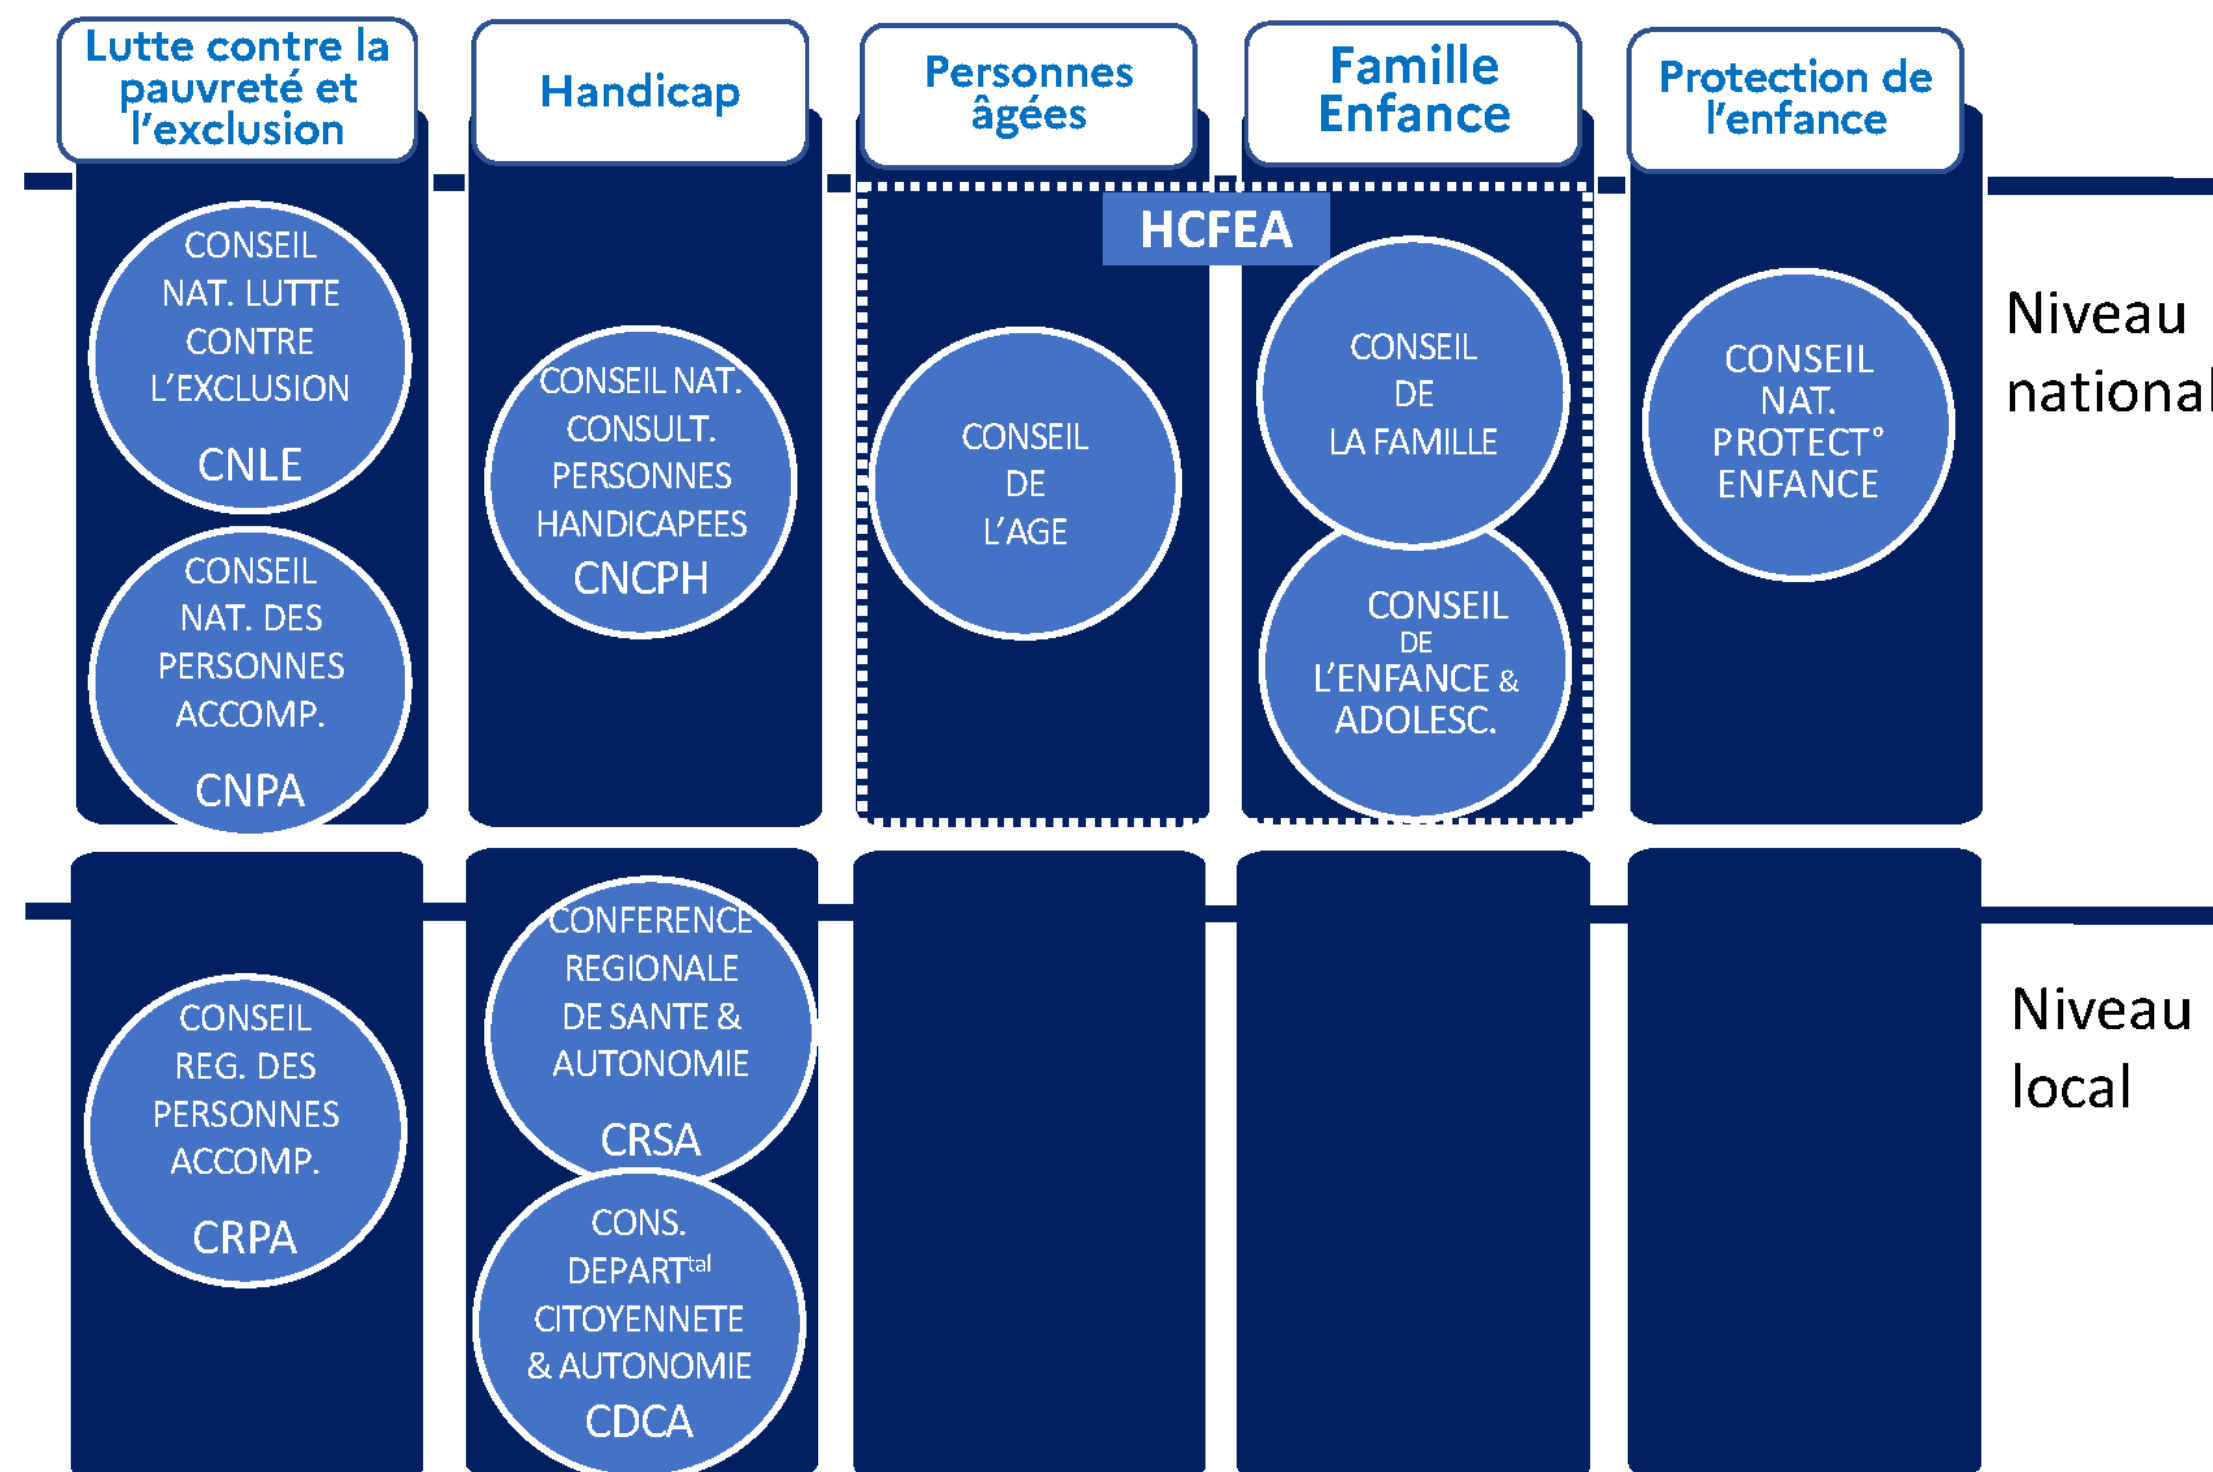 Lutte contre la
pauvreté et
l'exclusion
Handicap
Personnes
âgées
Famille
Enfance
Protection de
l'enfance
HCFEA
CONSEIL
NAT. LUTTE
CONTRE
L'EXCLUSION
CNLE
CONSEIL
NAT. DES
PERSONNES
ACCOMP.
CNPA
CONSEIL NAT.
CONSULT.
PERSONNES
HANDICAPEES
CNCPH
CONSEIL
DE
L'AGE
CONSEIL
DE
LA FAMILLE
CONSEIL
DE
L'ENFANCE &
ADOLESC.
CONSEIL
NAT.
PROTECT°
ENFANCE
Niveau
national
CONSEIL
REG. DES
PERSONNES
ACCOMP.
CRPA
CONFERENCE
REGIONALE
DE SANTE &
AUTONOMIE
CRSA
CONS.
DEPARTtal
CITOYENNETE
& AUTONOMIE
CDCA
Niveau
local